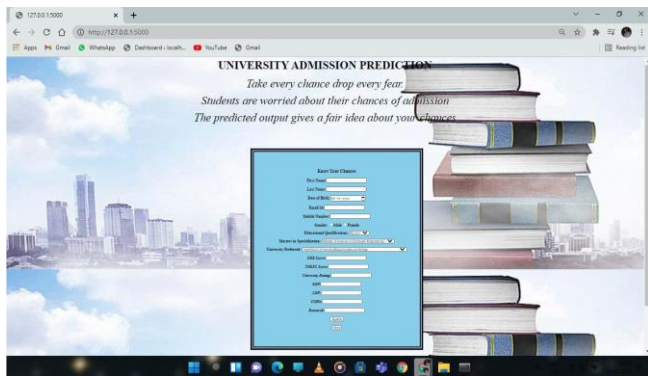 127.0.0.1:5000
http://127.0.0.1:5000
Apps Gmail WhatsApp Dashboard - localh... YouTube Gmail Reading list
UNIVERSITY ADMISSION PREDICTION
Take every chance drop every fear.
Students are worried about their chances of admission
The predicted output gives a fair idea about your chances
Know Your Chance
First Name:
Last Name:
Date of Birth:
Email Id:
Mobile Number:
Gender: Male Female
Educational Qualification:
Masters in Specialization:
University Preferred:
GRE Score:
TOEFL Score:
University Rating:
SOP:
LOR:
CGPA:
Research: